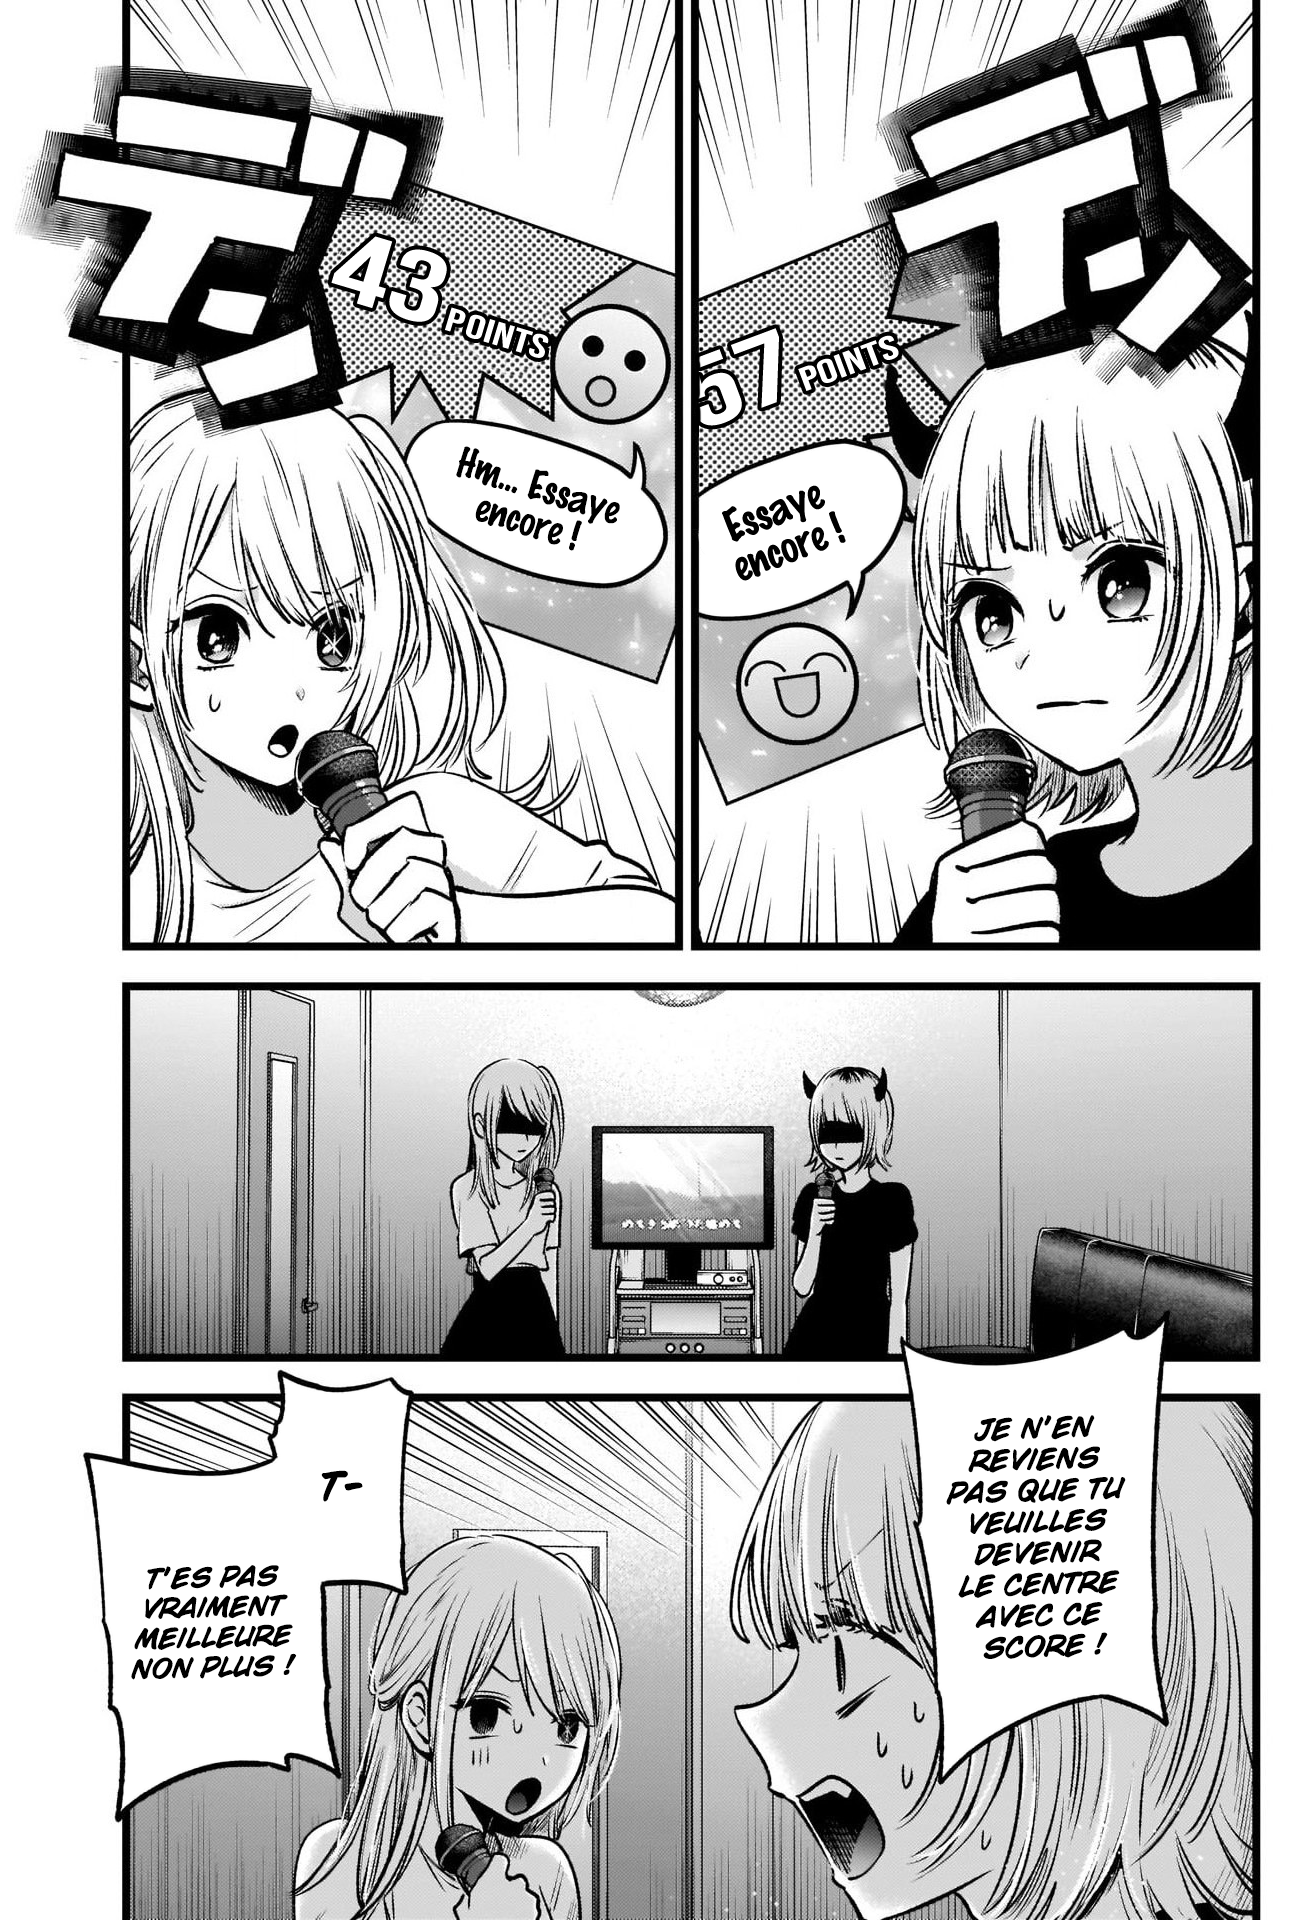 デン
57 POINTS
Essaye
encore !
デン
43 POINTS
Hm... Essaye
encore !
JE N'EN
REVIENS
PAS QUE TU
VEUILLES
DEVENIR
LE CENTRE
AVEC CE
SCORE !
T-
T'ES PAS
VRAIMENT
MEILLEURE
NON PLUS !